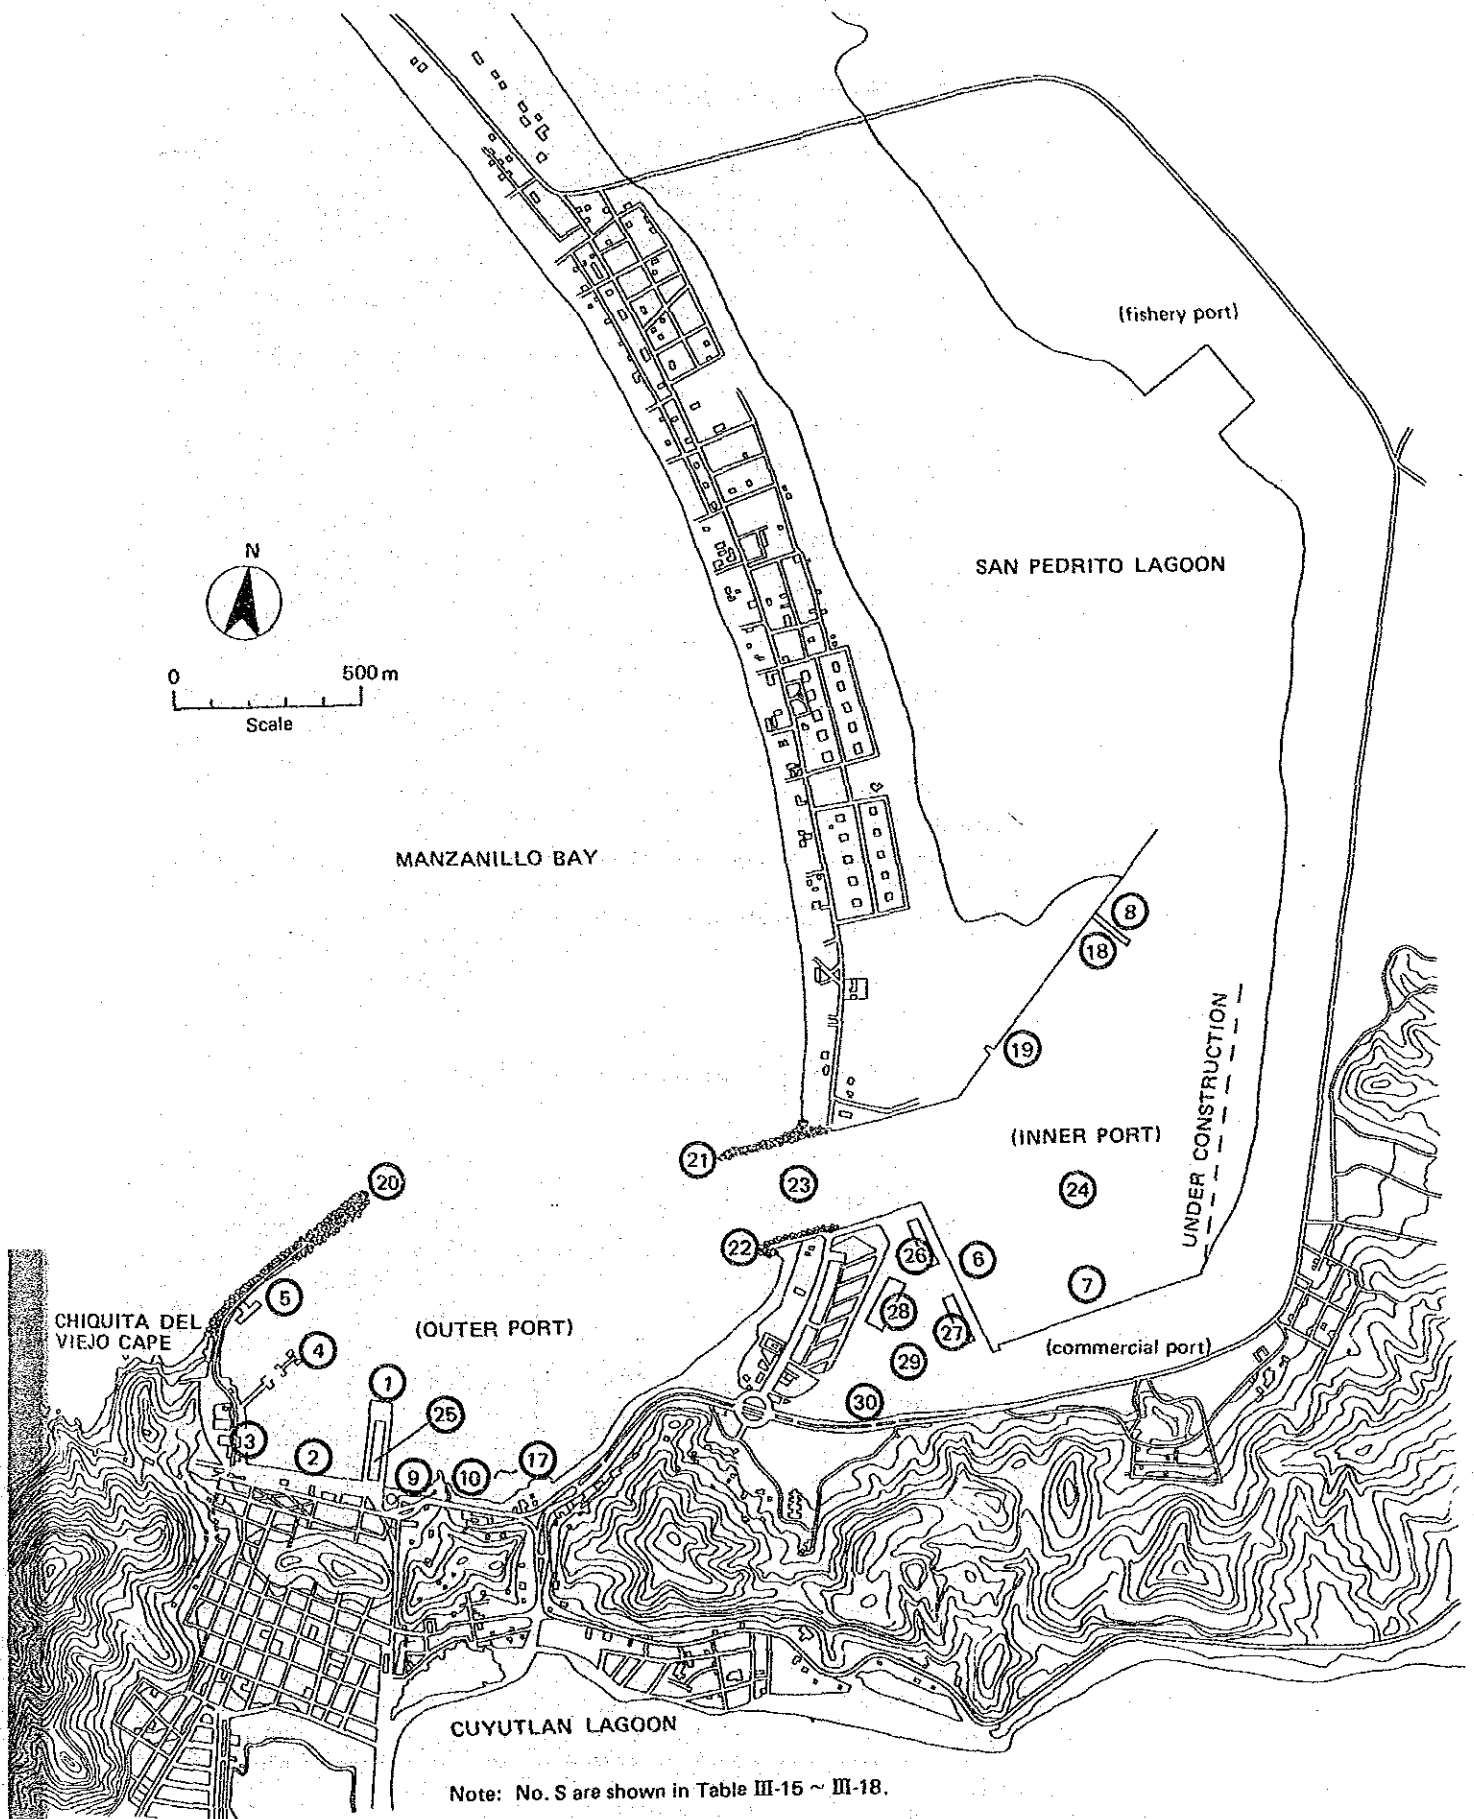 (fishery port)
N
SAN PEDRITO LAGOON
0 500 m
Scale
MANZANILLO BAY
8
18
UNDER CONSTRUCTION
19
(INNER PORT)
21
20
23
24
22
26
6
5
7
28
CHIQUITA DEL
VIEJO CAPE
(OUTER PORT)
27
4
(commercial port)
29
1
30
25
3
2
9
10
17
CUYUTLAN LAGOON
Note: No. S are shown in Table III-15 ~ III-18.